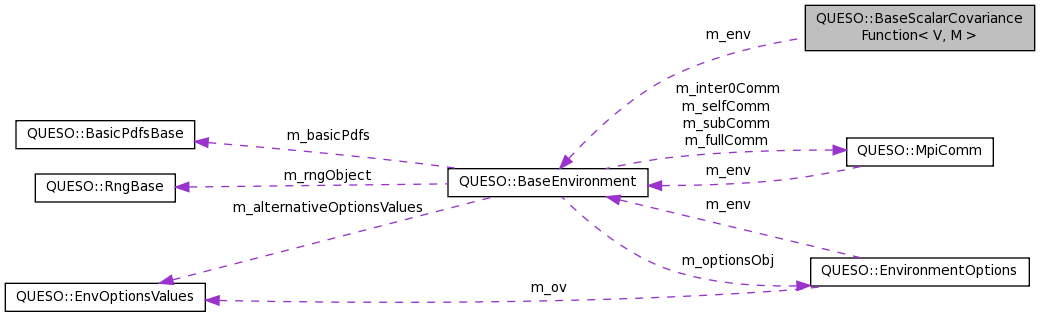 QUESO::BaseScalarCovariance
Function< V, M >
m_env
m_inter0Comm
m_selfComm
m_subComm
m_fullComm
QUESO::BasicPdfsBase
m_basicPdfs
QUESO::MpiComm
m_env
QUESO::RngBase
m_rngObject
QUESO::BaseEnvironment
m_alternativeOptionsValues
m_env
m_optionsObj
QUESO::EnvironmentOptions
m_ov
QUESO::EnvOptionsValues